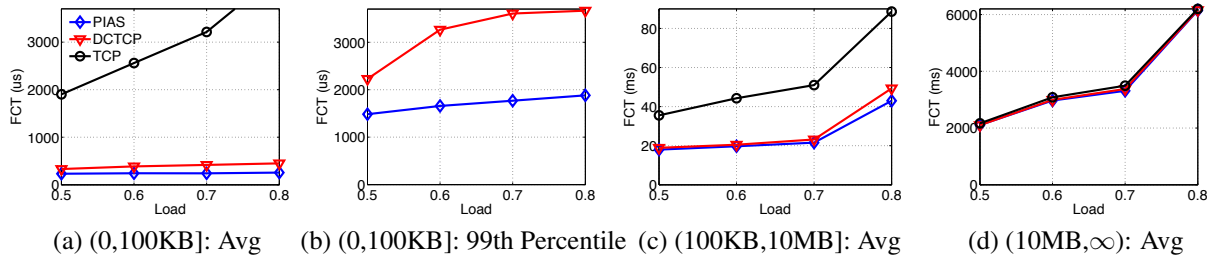 FCT (us)
3000
2000
1000
0
0.5
0.6
0.7
0.8
Load
PIAS
DCTCP
TCP
(a) (0,100KB]: Avg
FCT (us)
3000
2000
1000
0
0.5
0.6
0.7
0.8
Load
(b) (0,100KB]: 99th Percentile
FCT (ms)
80
60
40
20
0
0.5
0.6
0.7
0.8
Load
(c) (100KB,10MB]: Avg
FCT (ms)
6000
4000
2000
0
0.5
0.6
0.7
0.8
Load
(d) (10MB,∞): Avg